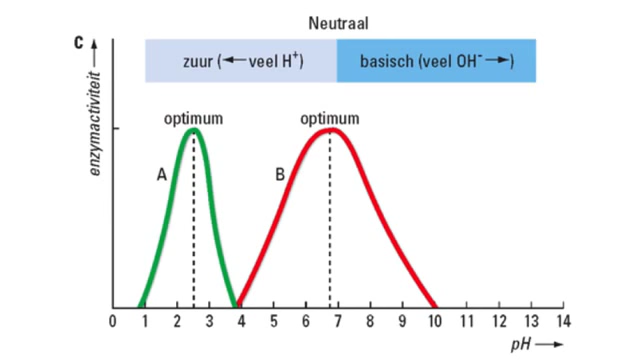 Neutraal
C
zuur (← veel H⁺)
basisch (veel OH⁻ →)
enzymactiviteit →
optimum
optimum
A
B
0 1 2 3 4 5 6 7 8 9 10 11 12 13 14
pH →